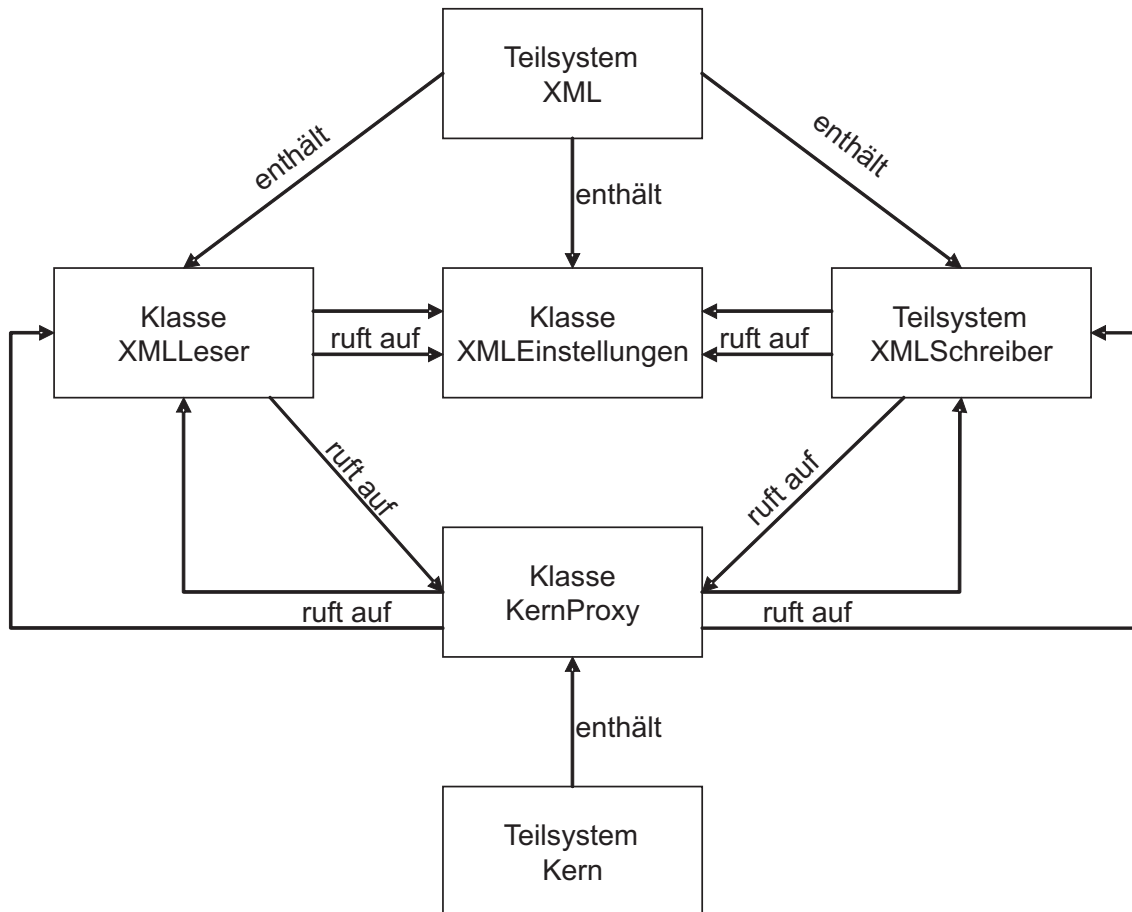 Teilsystem
XML
enthält
enthält
enthält
Klasse
XMLLeser
ruft auf
Klasse
XMLEinstellungen
ruft auf
Teilsystem
XMLSchreiber
ruft auf
ruft auf
Klasse
KernProxy
ruft auf
ruft auf
enthält
Teilsystem
Kern